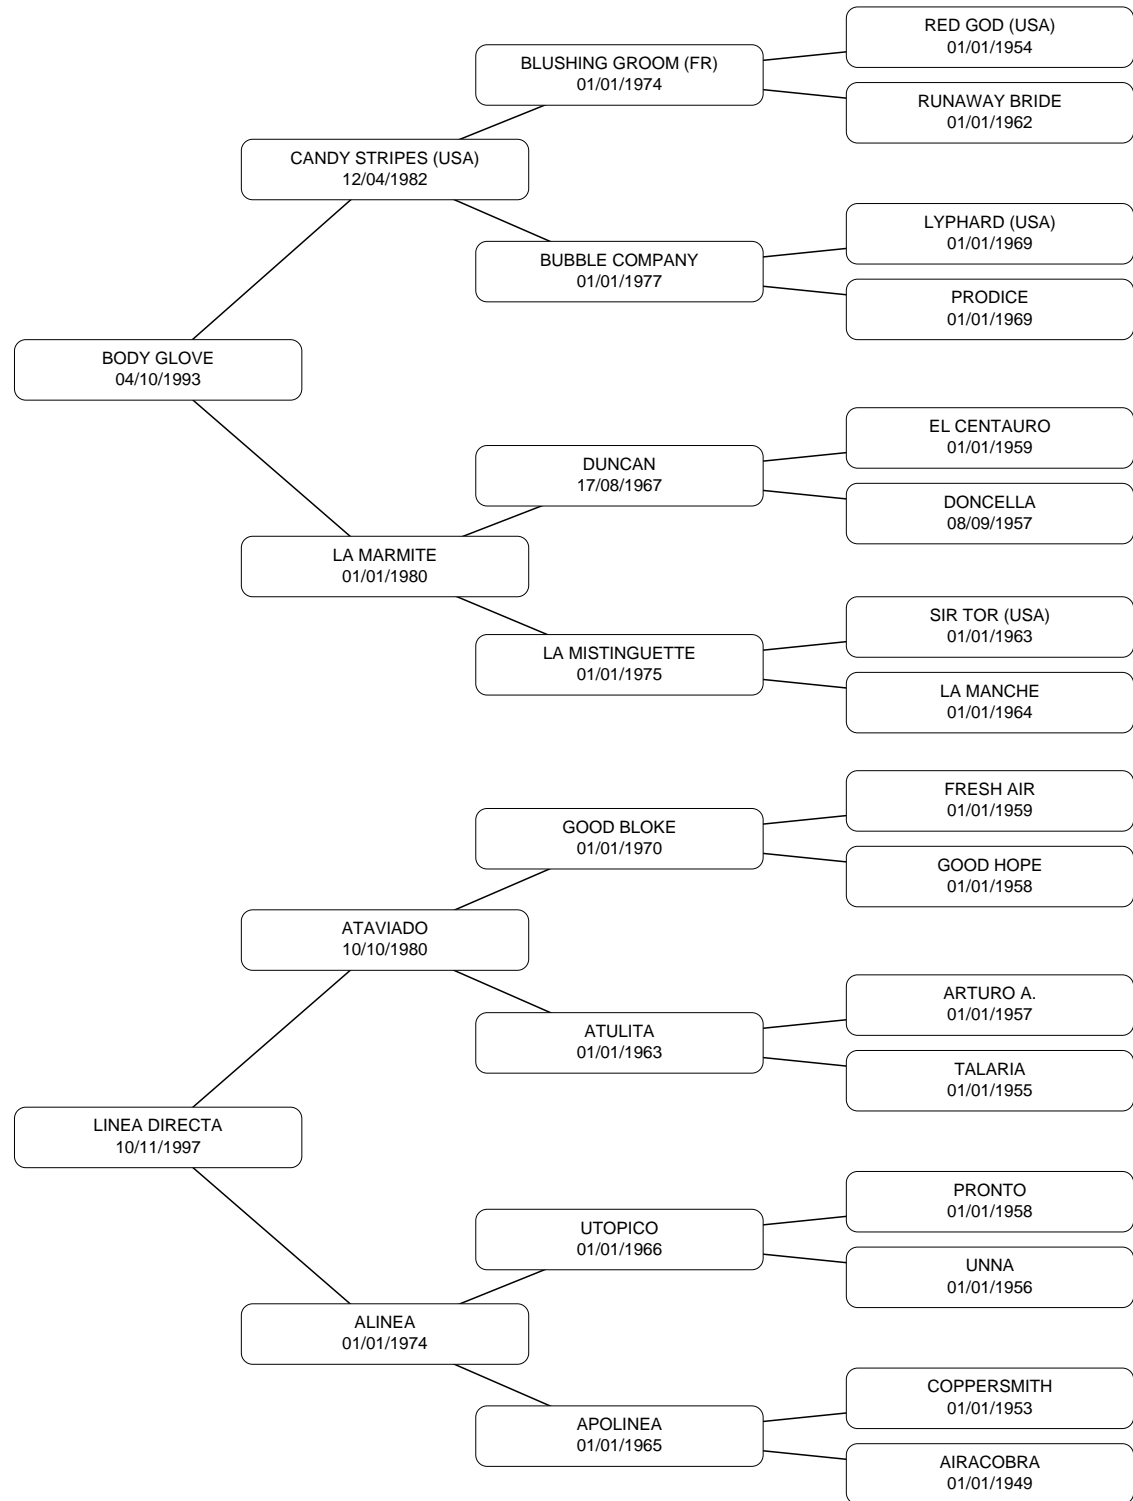 RED GOD (USA)
01/01/1954
BLUSHING GROOM (FR)
01/01/1974
RUNAWAY BRIDE
01/01/1962
CANDY STRIPES (USA)
12/04/1982
LYPHARD (USA)
01/01/1969
BUBBLE COMPANY
01/01/1977
PRODICE
01/01/1969
BODY GLOVE
04/10/1993
EL CENTAURO
01/01/1959
DUNCAN
17/08/1967
DONCELLA
08/09/1957
LA MARMITE
01/01/1980
SIR TOR (USA)
01/01/1963
LA MISTINGUETTE
01/01/1975
LA MANCHE
01/01/1964
FRESH AIR
01/01/1959
GOOD BLOKE
01/01/1970
GOOD HOPE
01/01/1958
ATAVIADO
10/10/1980
ARTURO A.
01/01/1957
ATULITA
01/01/1963
TALARIA
01/01/1955
LINEA DIRECTA
10/11/1997
PRONTO
01/01/1958
UTOPICO
01/01/1966
UNNA
01/01/1956
ALINEA
01/01/1974
COPPERSMITH
01/01/1953
APOLINEA
01/01/1965
AIRACOBRA
01/01/1949